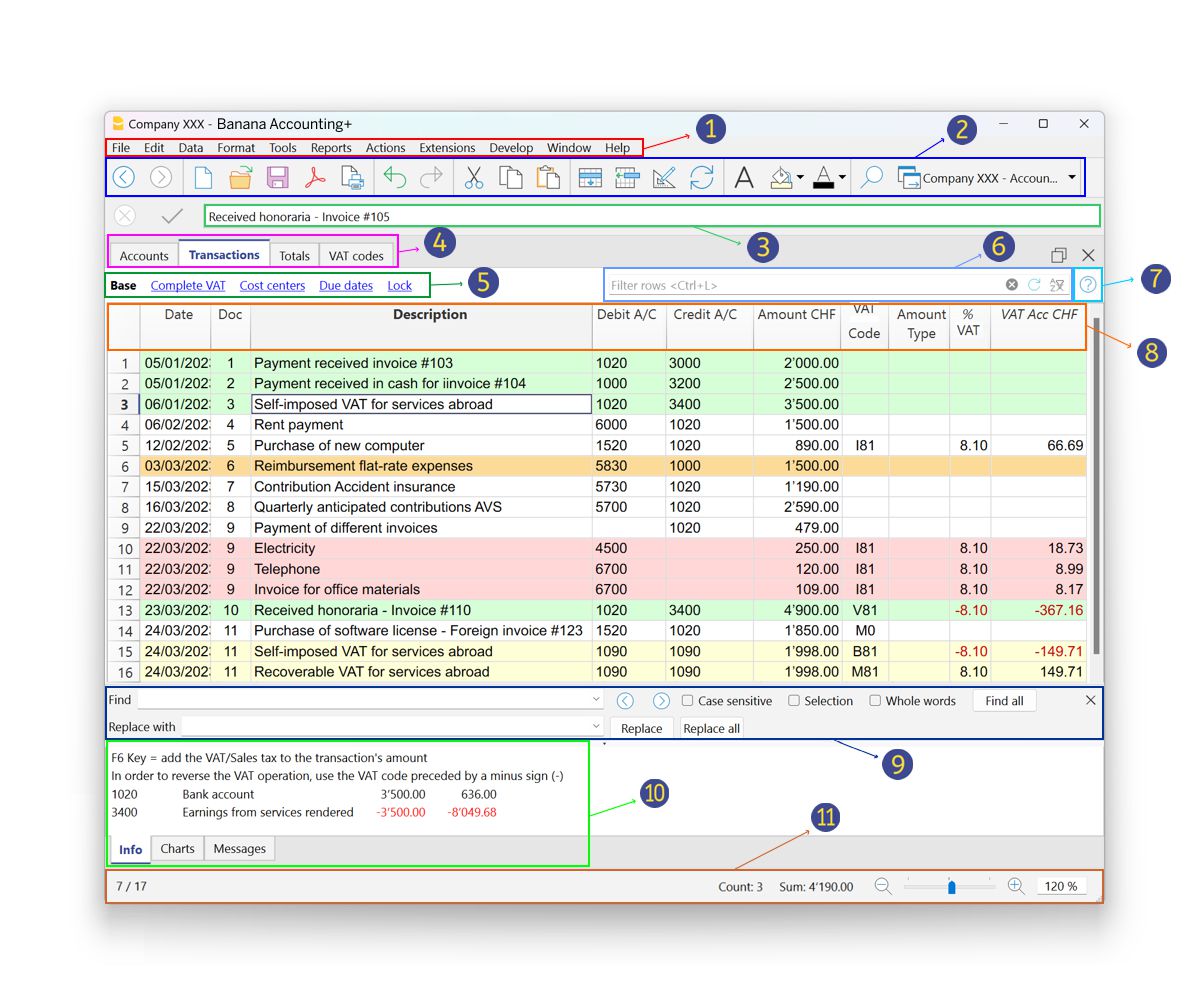 Company XXX - Banana Accounting+
1
2
File Edit Data Format Tools Reports Actions Extensions Develop Window Help
Company XXX - Accoun...
Received honoraria - Invoice #105
3
4
6
Accounts Transactions Totals VAT codes
5
7
Base Complete VAT Cost centers Due dates Lock Filter rows <Ctrl+L>
Date Doc Description Debit A/C Credit A/C Amount CHF VAT Code Amount Type % VAT VAT Acc CHF
8
1 05/01/202 1 Payment received invoice #103 1020 3000 2'000.00
2 05/01/202 2 Payment received in cash for iinvoice #104 1000 3200 2'500.00
3 06/01/202 3 Self-imposed VAT for services abroad 1020 3400 3'500.00
4 06/02/202 4 Rent payment 6000 1020 1'500.00
5 12/02/202 5 Purchase of new computer 1520 1020 890.00 I81 8.10 66.69
6 03/03/202 6 Reimbursement flat-rate expenses 5830 1000 1'500.00
7 15/03/202 7 Contribution Accident insurance 5730 1020 1'190.00
8 16/03/202 8 Quarterly anticipated contributions AVS 5700 1020 2'590.00
9 22/03/202 9 Payment of different invoices 1020 479.00
10 22/03/202 9 Electricity 4500 250.00 I81 8.10 18.73
11 22/03/202 9 Telephone 6700 120.00 I81 8.10 8.99
12 22/03/202 9 Invoice for office materials 6700 109.00 I81 8.10 8.17
13 23/03/202 10 Received honoraria - Invoice #110 1020 3400 4'900.00 V81 -8.10 -367.16
14 24/03/202 11 Purchase of software license - Foreign invoice #123 1520 1020 1'850.00 M0
15 24/03/202 11 Self-imposed VAT for services abroad 1090 1090 1'998.00 B81 -8.10 -149.71
16 24/03/202 11 Recoverable VAT for services abroad 1090 1090 1'998.00 M81 8.10 149.71
Find Case sensitive Selection Whole words Find all
Replace with Replace Replace all
9
F6 Key = add the VAT/Sales tax to the transaction's amount
In order to reverse the VAT operation, use the VAT code preceded by a minus sign (-)
1020 Bank account 3'500.00 636.00
3400 Earnings from services rendered -3'500.00 -8'049.68
10
11
Info Charts Messages
7 / 17 Count: 3 Sum: 4'190.00 120 %